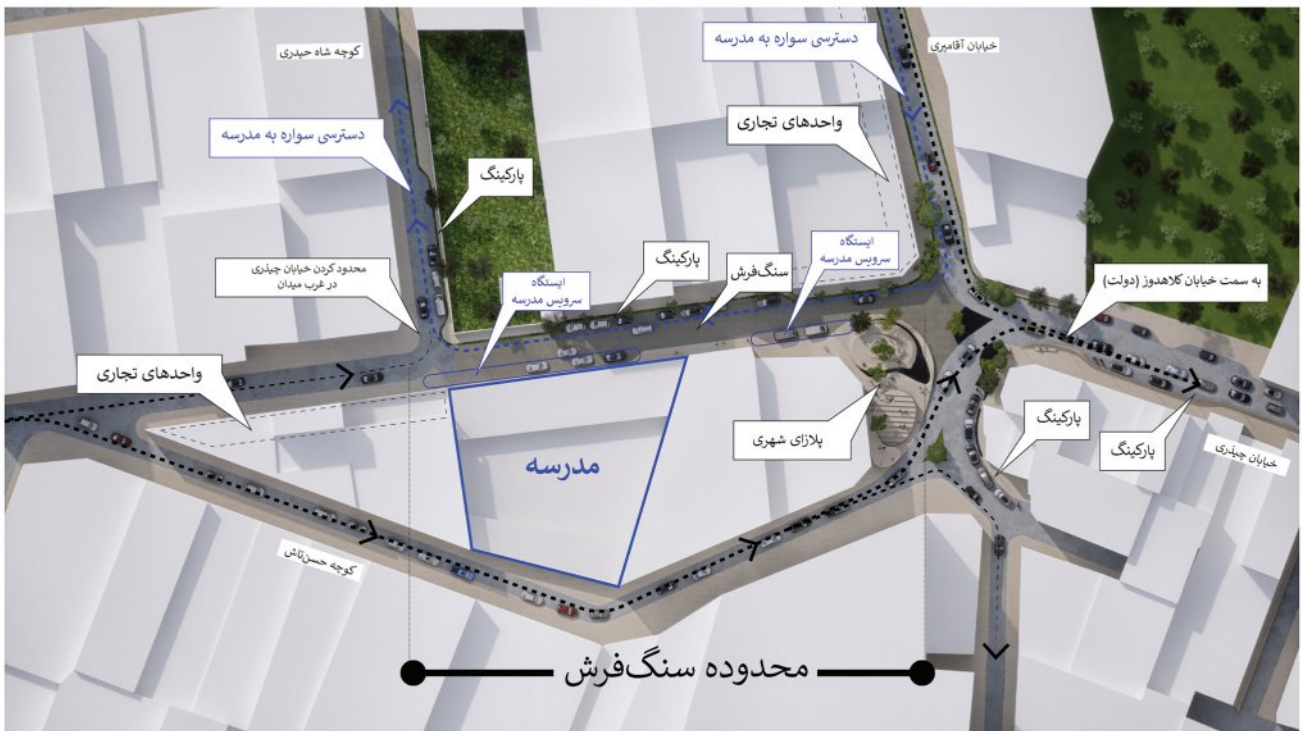 خیابان آقامیری
دسترسی سواره به مدرسه
کوچه شاه حیدری
واحدهای تجاری
دسترسی سواره به مدرسه
پارکینگ
ایستگاه
سرویس مدرسه
پارکینگ
سنگ‌فرش
محدود کردن خیابان چیذری
در غرب میدان
ایستگاه
سرویس مدرسه
به سمت خیابان کلاهدوز (دولت)
واحدهای تجاری
پارکینگ
پلازای شهری
پارکینگ
خیابان چیذری
مدرسه
کوچه حسن‌تاش
محدوده سنگ‌فرش